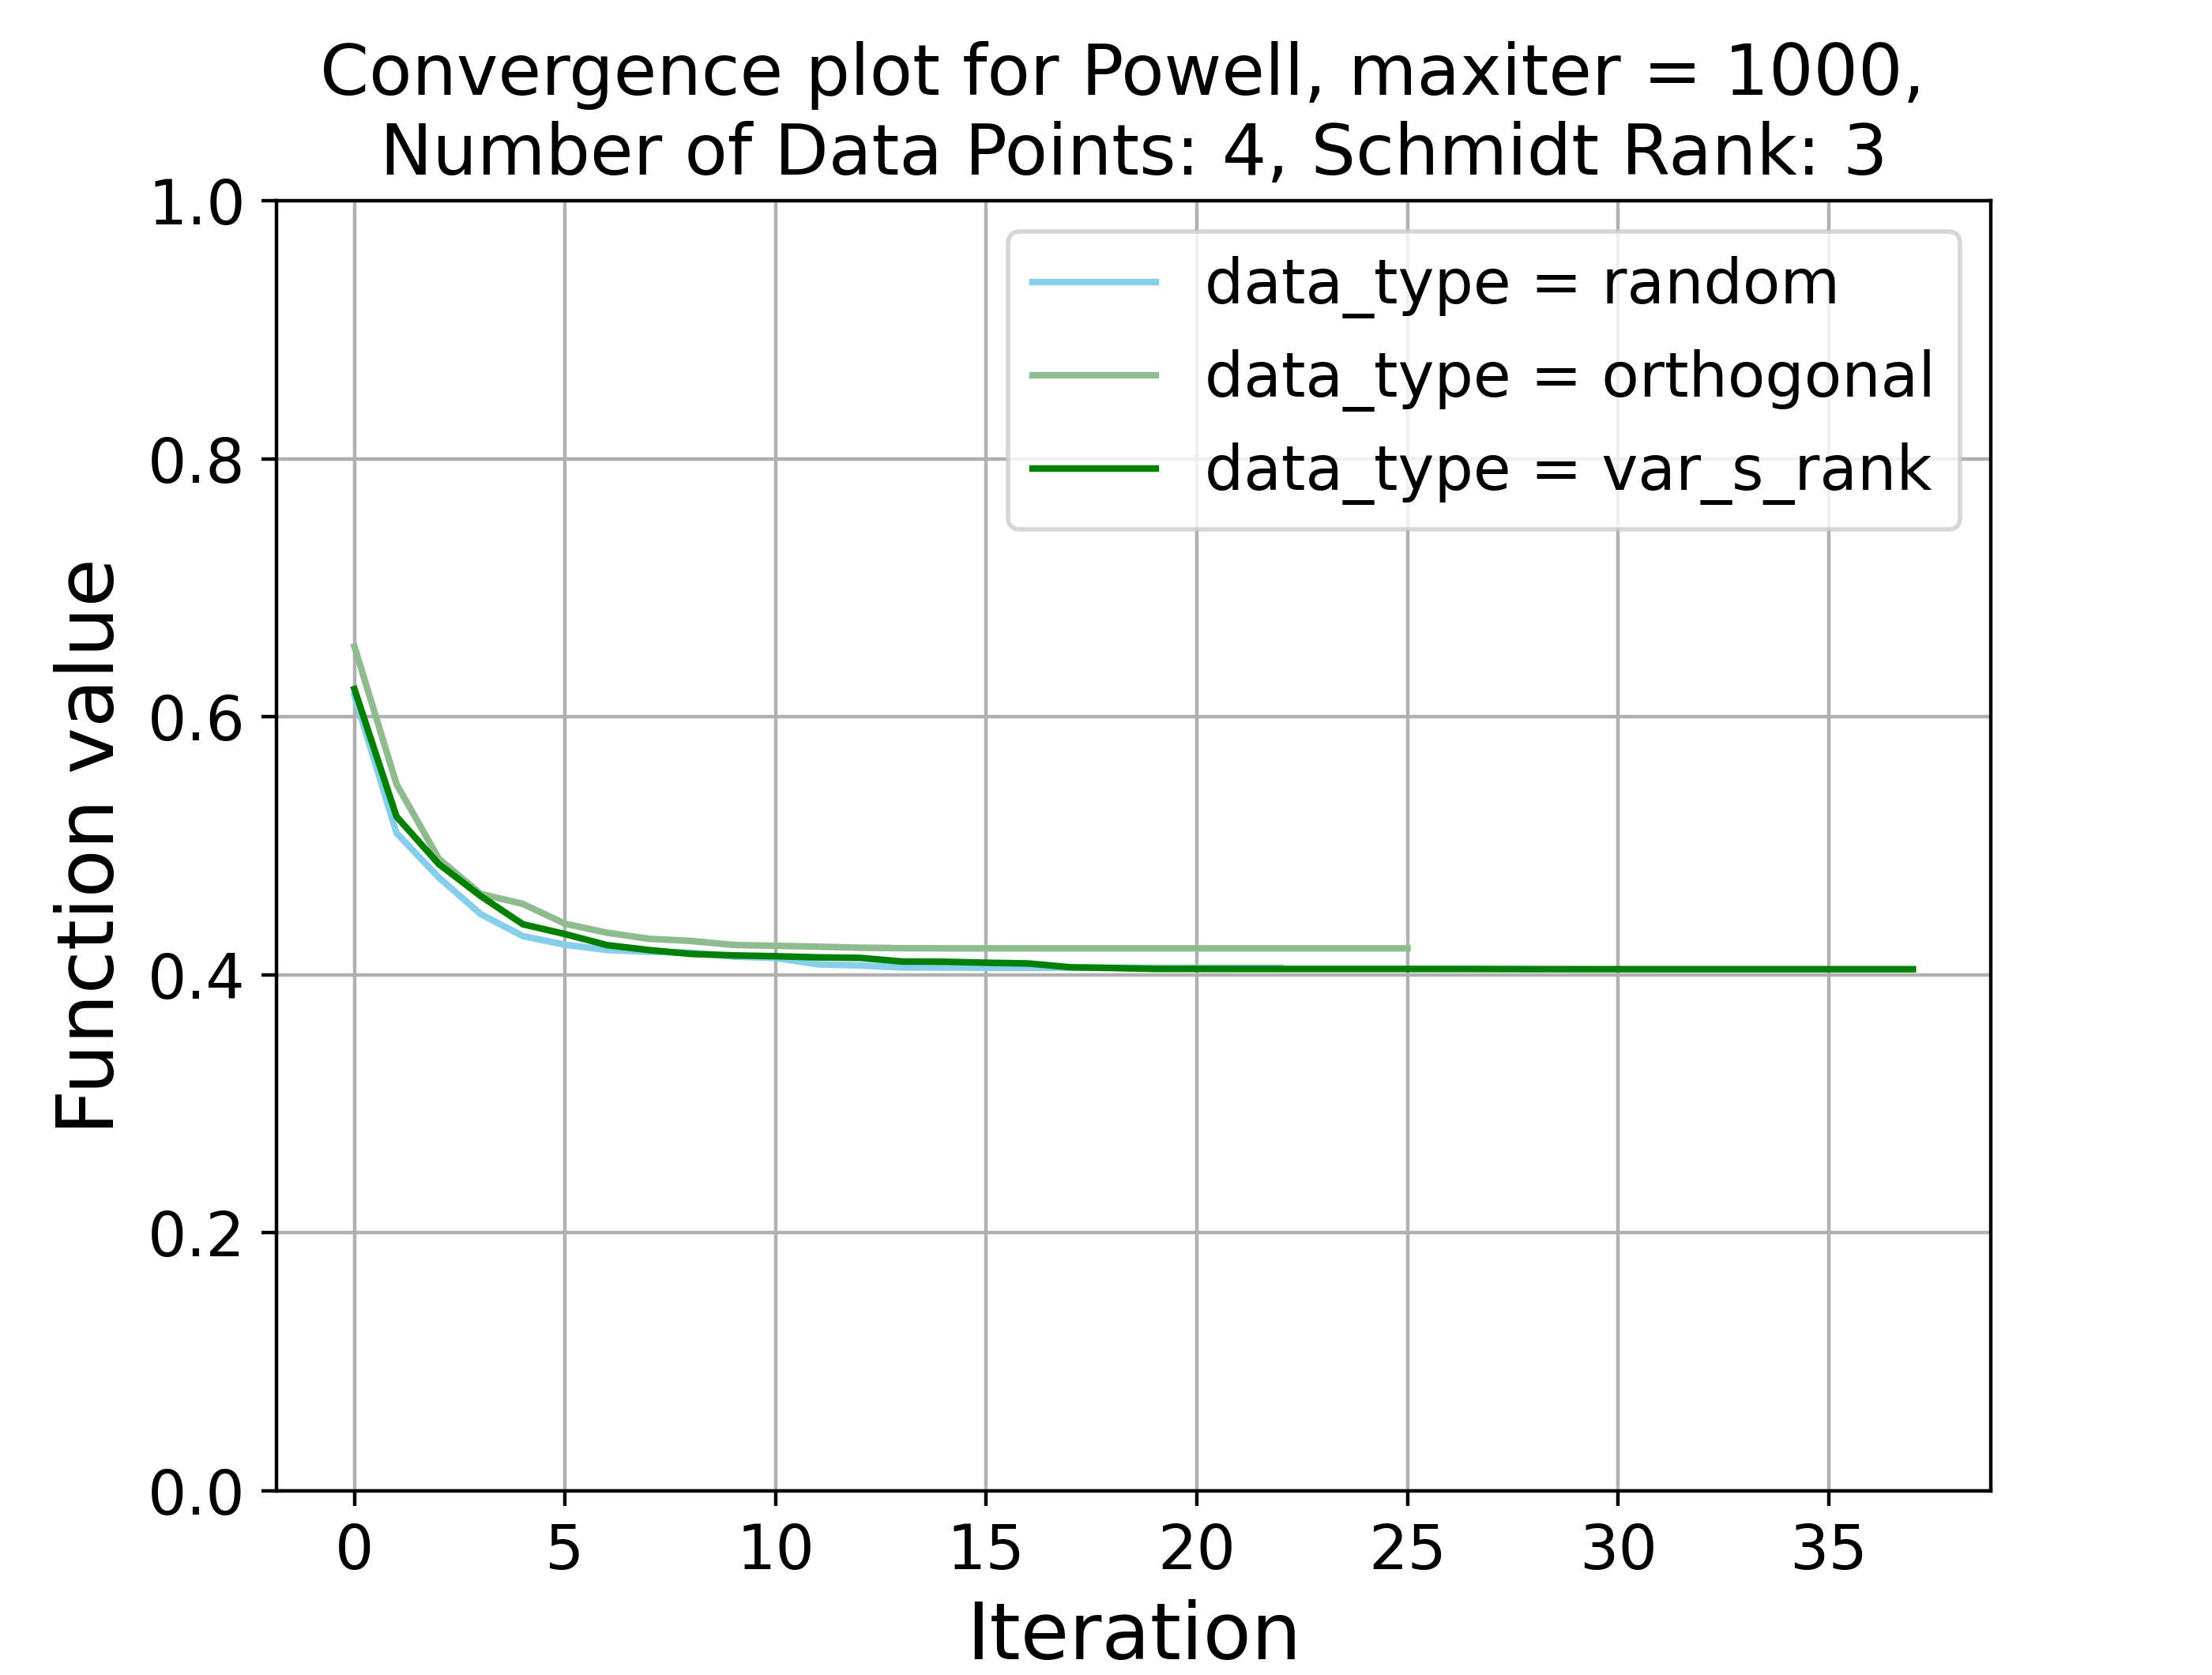 Convergence plot for Powell, maxiter = 1000,
Number of Data Points: 4, Schmidt Rank: 3
1.0
0.8
0.6
0.4
0.2
0.0
Function value
data_type = random
data_type = orthogonal
data_type = var_s_rank
0 5 10 15 20 25 30 35
Iteration